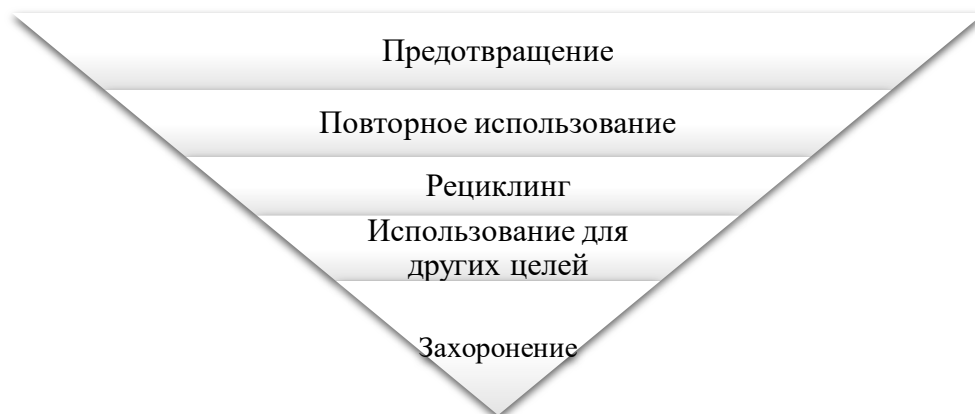 Предотвращение
Повторное использование
Рециклинг
Использование для
других целей
Захоронение